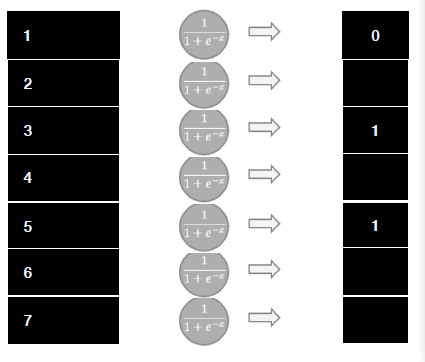 1 1/(1 + e^{-x}) 0
2 1/(1 + e^{-x})
3 1/(1 + e^{-x}) 1
4 1/(1 + e^{-x})
5 1/(1 + e^{-x}) 1
6 1/(1 + e^{-x})
7 1/(1 + e^{-x})